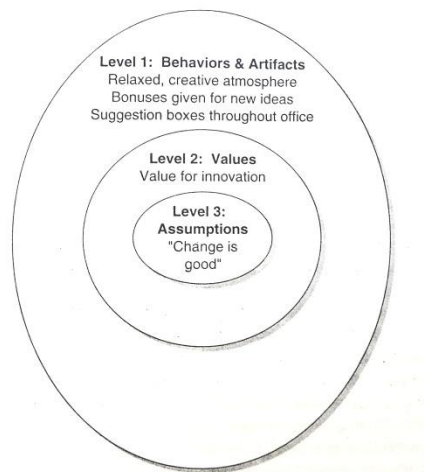 Level 1: Behaviors & Artifacts
Relaxed, creative atmosphere
Bonuses given for new ideas
Suggestion boxes throughout office
Level 2: Values
Value for innovation
Level 3:
Assumptions
"Change is
good"